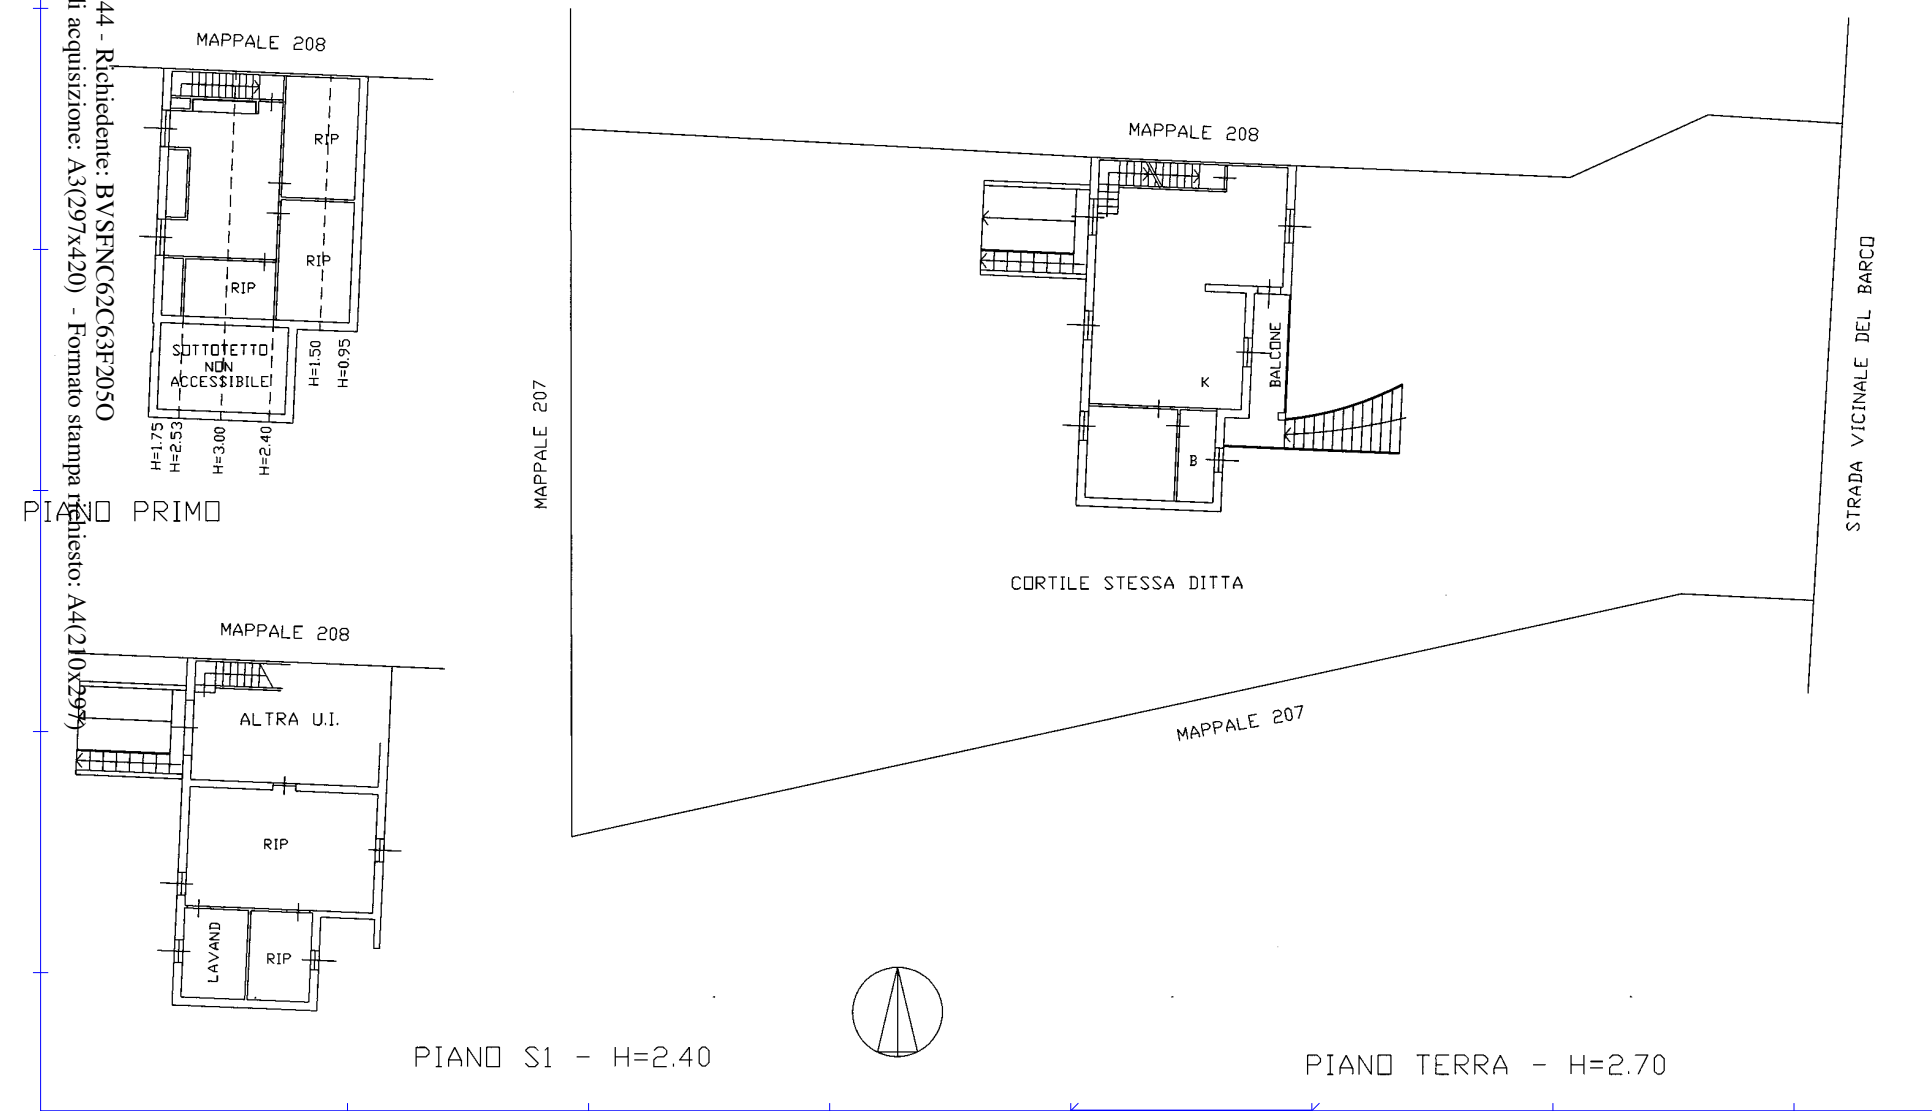 44 - Richiedente: BVSFNC62C63F205O
di acquisizione: A3(297x420) - Formato stampa richiesto: A4(210x297)
MAPPALE 208
RIP
RIP
RIP
SOTTOTETTO
NON
ACCESSIBILE
H=1.50
H=0.95
H=1.75
H=2.53
H=3.00
H=2.40
PIANO PRIMO
MAPPALE 208
ALTRA U.I.
RIP
LAVAND
RIP
PIANO S1 - H=2.40
MAPPALE 207
MAPPALE 208
BALCONE
K
B
CORTILE STESSA DITTA
MAPPALE 207
STRADA VICINALE DEL BARCO
PIANO TERRA - H=2.70